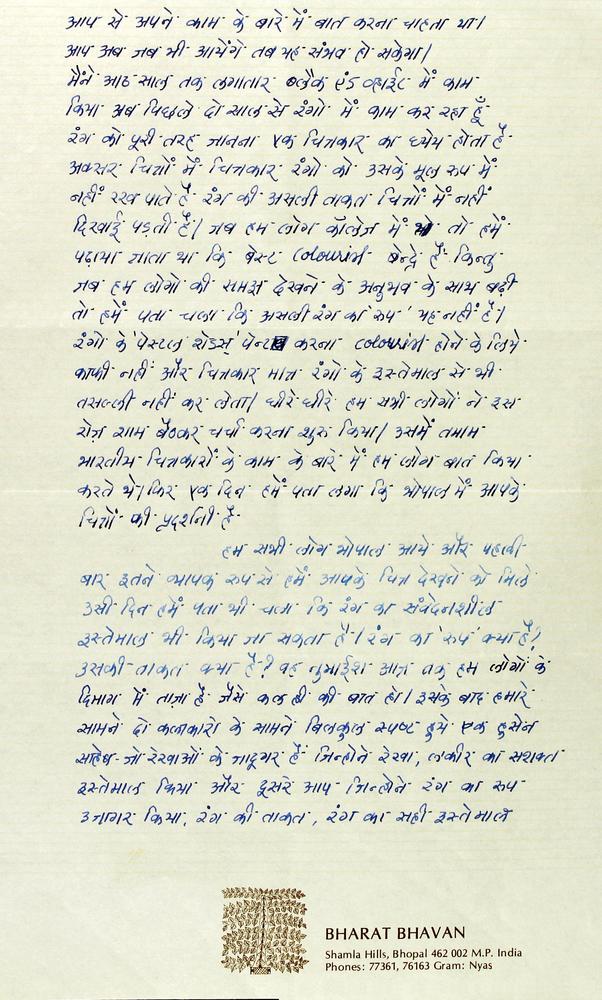 आप से अपने काम के बारे में बात करना चाहता था।
आप अब जब भी आयेंगे तब यह संभव हो सकेगा।
मैंने आठ साल तक लगातार ब्लैक एंड व्हाईट में काम
किया अब पिछले दो साल से रंगो में काम कर रहा हूँ
रंग को पूरी तरह जानना एक चित्रकार का ध्येय होता है
अक्सर चित्रों में चित्रकार रंगो को उसके मूल रूप में
नहीं रख पाते है रंग की असली ताकत चित्रों में नहीं
दिखाई पड़ती है। जब हम लोग कॉलेज में थे तो हमें
पढ़ाया जाता था कि बेस्ट colourist बेन्द्रे है किन्तु
जब हम लोगो की समझ देखने के अनुभव के साथ बढ़ी
तो हमें पता चला कि असली रंग का रूप 'यह नहीं है।
रंगो के 'पेस्टल शेडस्' पेन्ट करना colourist होने के लिये
काफी नहीं और चित्रकार मात्र रंगो के इस्तेमाल से भी
तसल्ली नहीं कर लेता। धीरे धीरे हम सभी लोगों ने इस
रोज़ शाम बैठकर चर्चा करना शुरू किया। उसमें तमाम
भारतीय चित्रकारों के काम के बारे में हम लोग बात किया
करते थे। फिर एक दिन हमें पता लगा कि भोपाल में आपके
चित्रों की प्रदर्शनी है
हम सभी लोग भोपाल आये और पहली
बार इतने व्यापक रूप से हमें आपके चित्र देखने को मिले
उसी दिन हमें पता भी चला कि रंग का संवेदनशील
इस्तेमाल भी किया जा सकता है। रंग का 'रूप' क्या है?
उसकी ताकत क्या है? वह नुमाईश आज तक हम लोगों के
दिमाग में ताज़ा है जैसे कल ही की बात हो। इसके बाद हमारे
सामने दो कलाकारो के सामने बिलकुल स्पष्ट हुये एक हुसेन
साहेब जो रेखाओं के जादूगर है जिन्होने रेखा, लकीर का सशक्त
इस्तेमाल किया और दूसरे आप जिन्होने रंग का रूप
उजागर किया, रंग की ताकत, रंग का सही इस्तेमाल
BHARAT BHAVAN
Shamla Hills, Bhopal 462 002 M.P. India
Phones: 77361, 76163 Gram: Nyas